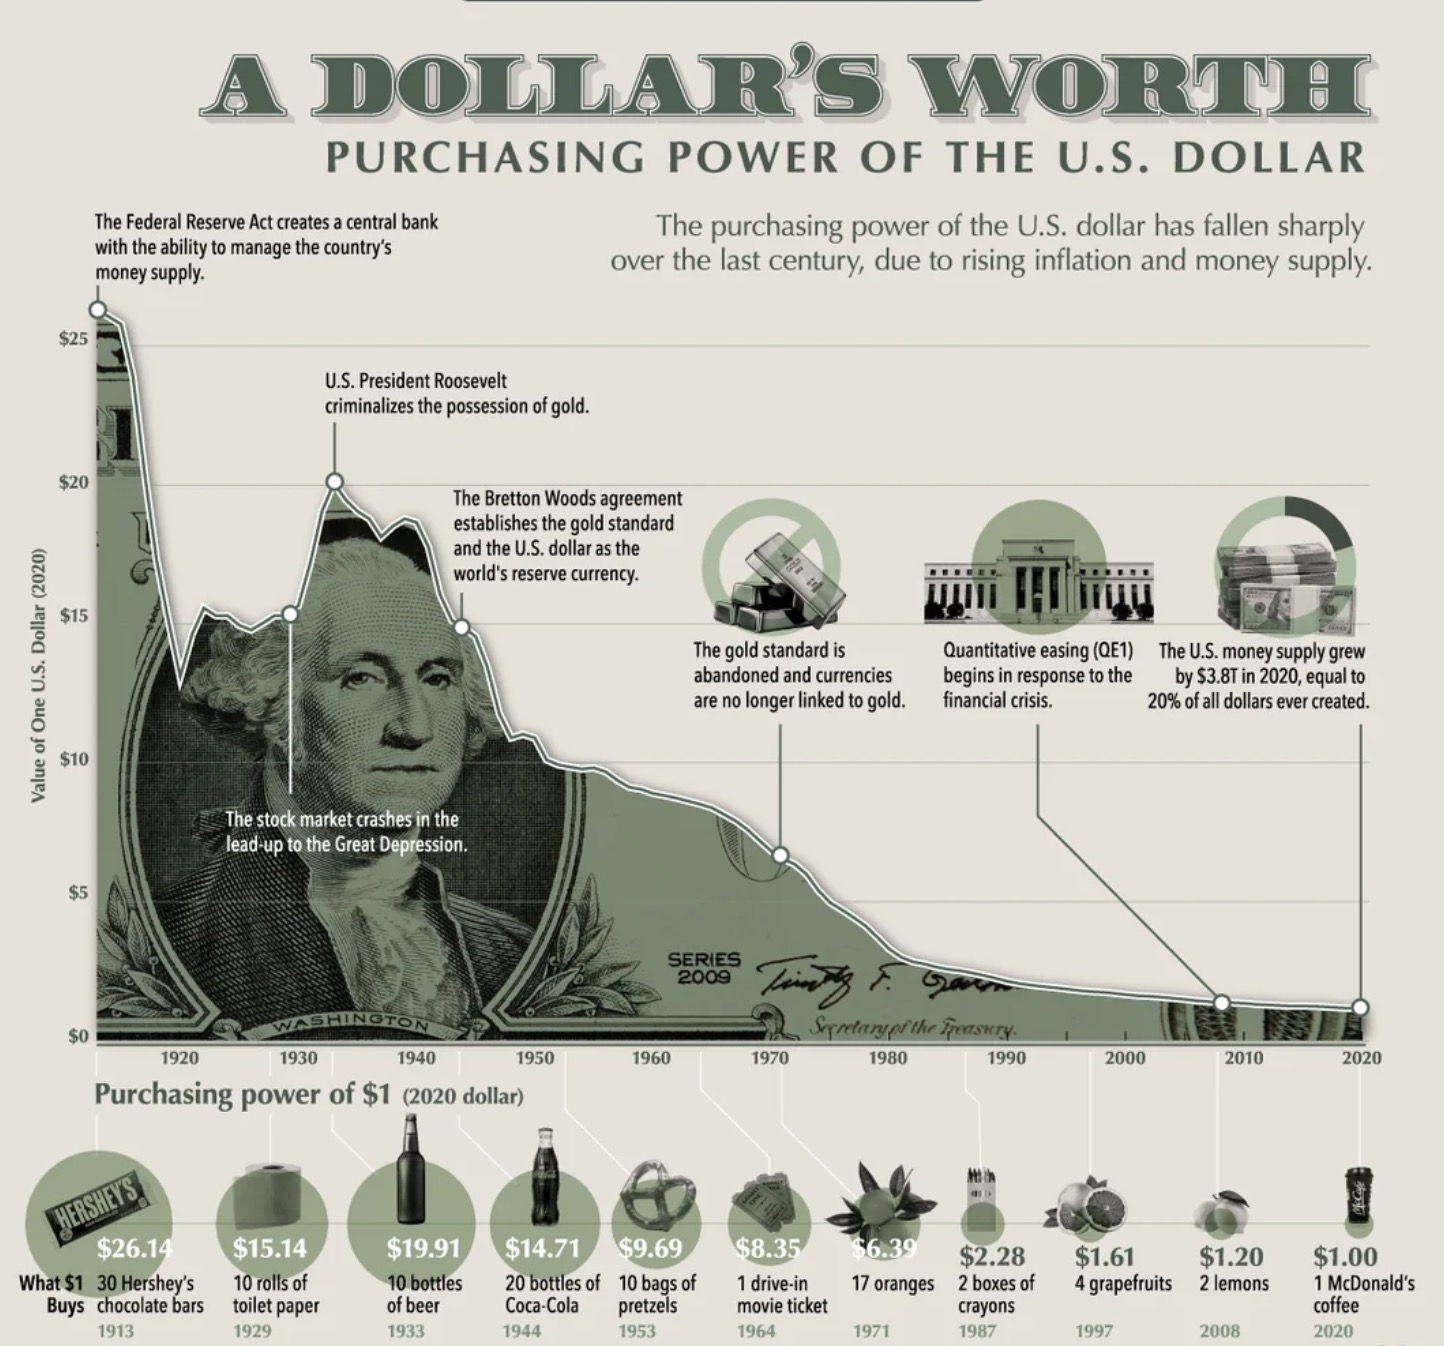 A DOLLAR'S WORTH
PURCHASING POWER OF THE U.S. DOLLAR
The purchasing power of the U.S. dollar has fallen sharply
over the last century, due to rising inflation and money supply.
The Federal Reserve Act creates a central bank
with the ability to manage the country's
money supply.
U.S. President Roosevelt
criminalizes the possession of gold.
The Bretton Woods agreement
establishes the gold standard
and the U.S. dollar as the
world's reserve currency.
The gold standard is
abandoned and currencies
are no longer linked to gold.
Quantitative easing (QE1)
begins in response to the
financial crisis.
The U.S. money supply grew
by $3.8T in 2020, equal to
20% of all dollars ever created.
The stock market crashes in the
lead-up to the Great Depression.
Value of One U.S. Dollar (2020)
$25
$20
$15
$10
$5
$0
SERIES
2009
Secretary of the Treasury.
WASHINGTON
1920 1930 1940 1950 1960 1970 1980 1990 2000 2010 2020
Purchasing power of $1 (2020 dollar)
HERSHEY'S
McCafé
$26.14 $15.14 $19.91 $14.71 $9.69 $8.35 $6.39 $2.28 $1.61 $1.20 $1.00
What $1
Buys
30 Hershey's
chocolate bars
1913
10 rolls of
toilet paper
1929
10 bottles
of beer
1933
20 bottles of
Coca-Cola
1944
10 bags of
pretzels
1953
1 drive-in
movie ticket
1964
17 oranges
1971
2 boxes of
crayons
1987
4 grapefruits
1997
2 lemons
2008
1 McDonald's
coffee
2020